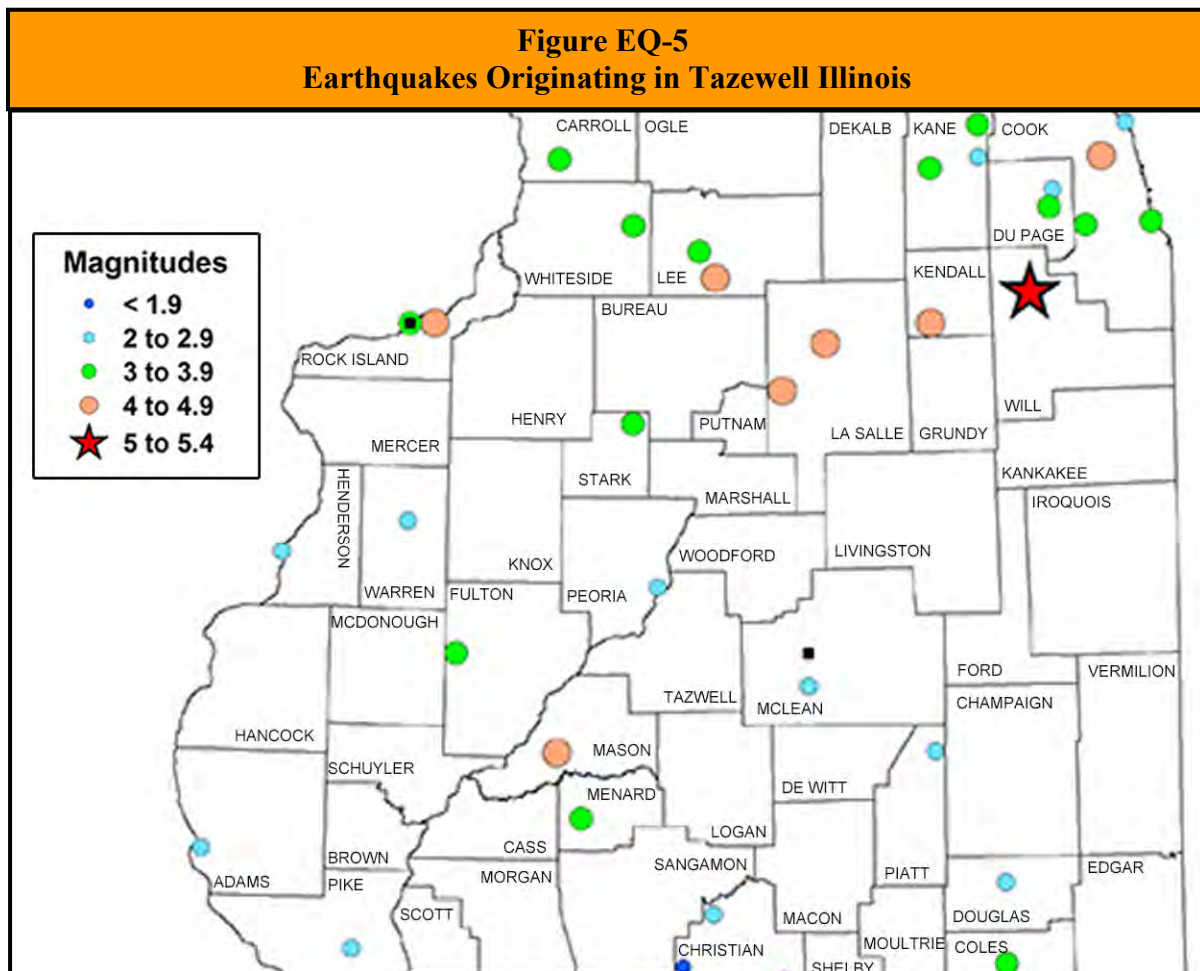 Figure EQ-5
Earthquakes Originating in Tazewell Illinois
CARROLL
OGLE
DEKALB
KANE
COOK
DU PAGE
WHITESIDE
LEE
KENDALL
Magnitudes
< 1.9
2 to 2.9
3 to 3.9
4 to 4.9
5 to 5.4
BUREAU
ROCK ISLAND
HENRY
PUTNAM
WILL
MERCER
LA SALLE
GRUNDY
STARK
KANKAKEE
HENDERSON
MARSHALL
IROQUOIS
KNOX
WOODFORD
LIVINGSTON
WARREN
FULTON
PEORIA
MCDONOUGH
FORD
VERMILION
TAZWELL
MCLEAN
CHAMPAIGN
HANCOCK
MASON
SCHUYLER
DE WITT
MENARD
LOGAN
CASS
BROWN
SANGAMON
PIATT
EDGAR
ADAMS
PIKE
MORGAN
SCOTT
MACON
DOUGLAS
CHRISTIAN
MOULTRIE
COLES
SHELBY